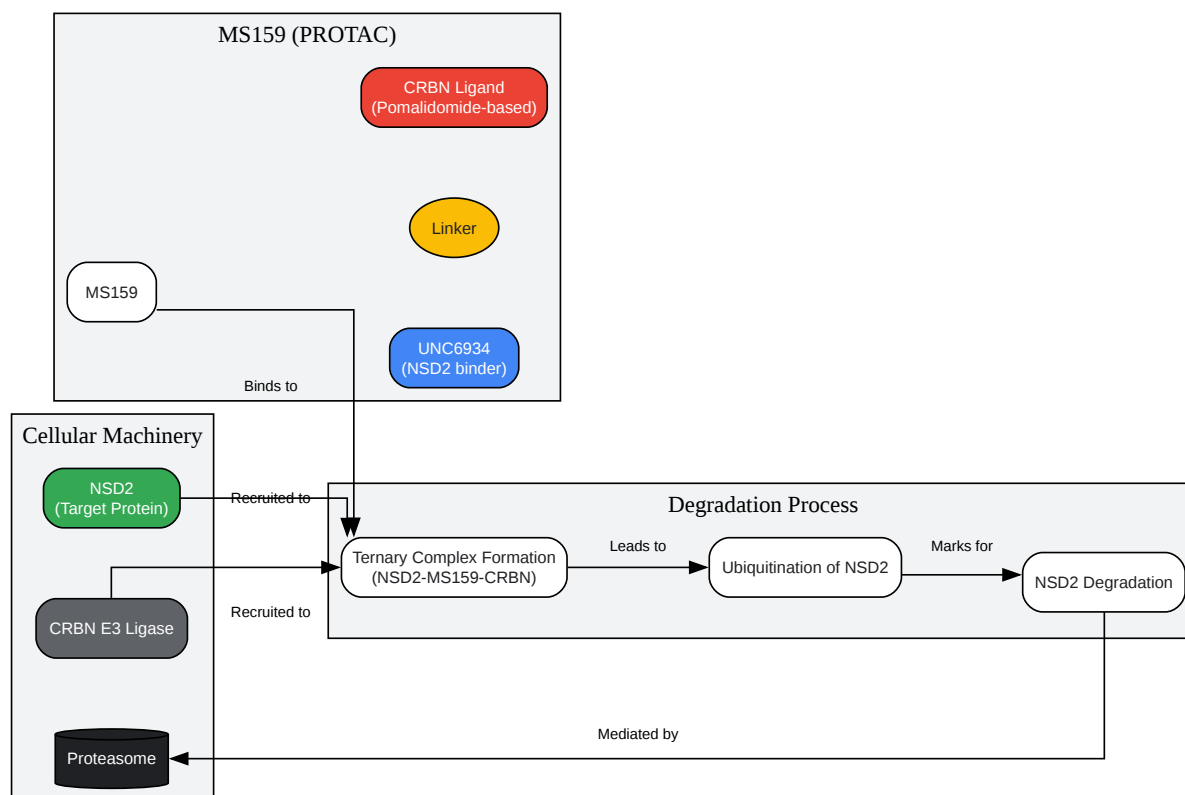 MS159 (PROTAC)
CRBN Ligand
(Pomalidomide-based)
Linker
MS159
UNC6934
(NSD2 binder)
Binds to
Cellular Machinery
NSD2
(Target Protein)
Recruited to
Degradation Process
Ternary Complex Formation
(NSD2-MS159-CRBN)
Leads to
Ubiquitination of NSD2
Marks for
NSD2 Degradation
CRBN E3 Ligase
Recruited to
Mediated by
Proteasome